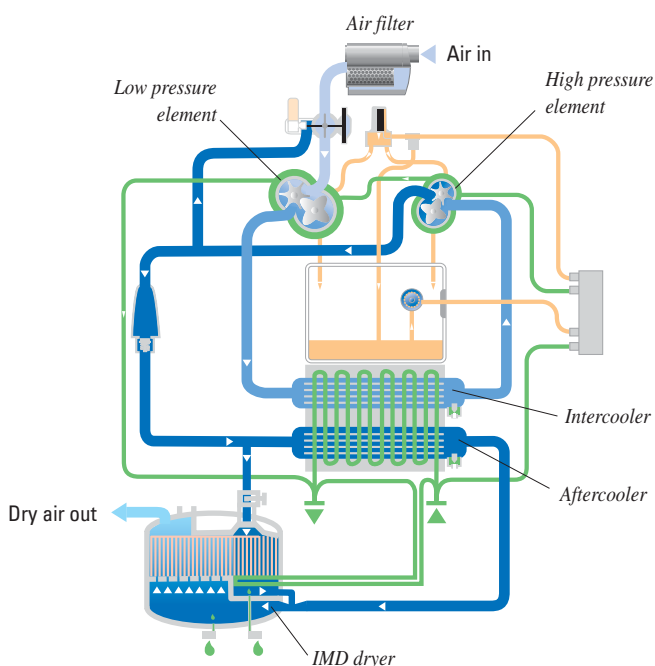 Air filter
Air in
Low pressure
element
High pressure
element
Intercooler
Aftercooler
Dry air out
IMD dryer